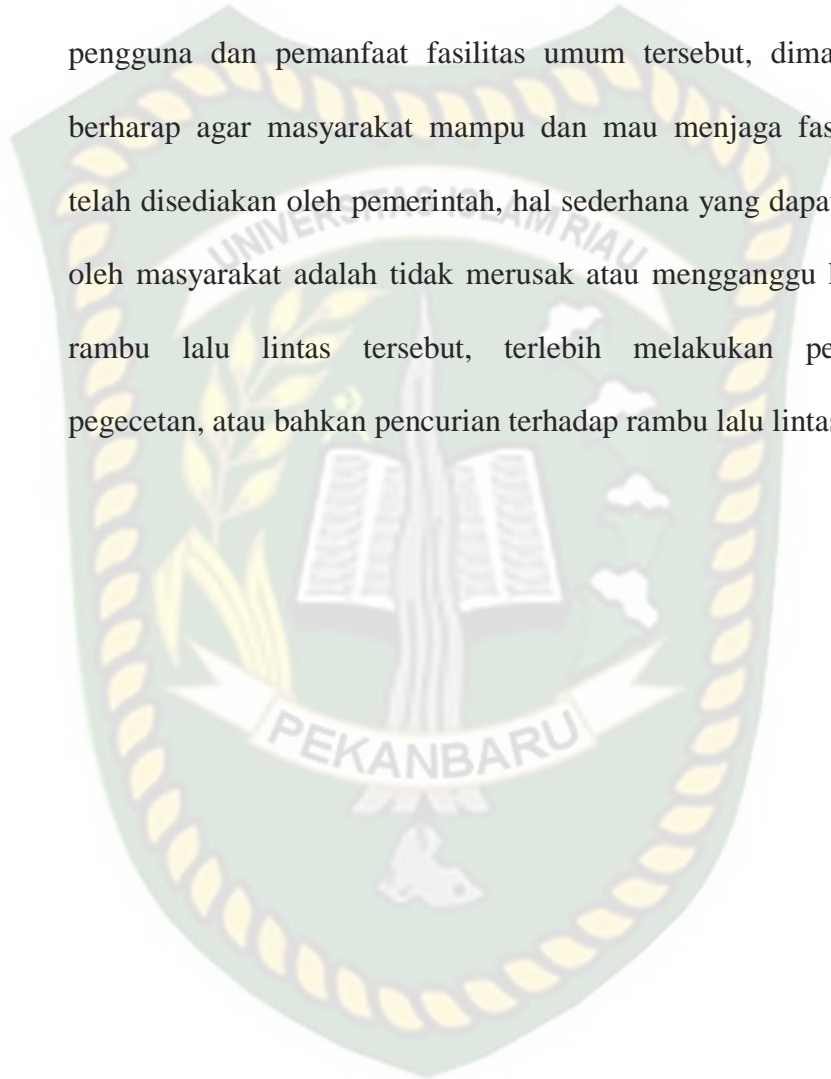 pengguna dan pemanfaat fasilitas umum tersebut, dima
berharap agar masyarakat mampu dan mau menjaga fas
telah disediakan oleh pemerintah, hal sederhana yang dapa
oleh masyarakat adalah tidak merusak atau mengganggu
rambu lalu lintas tersebut, terlebih melakukan pe
pegecetan, atau bahkan pencurian terhadap rambu lalu lintas
UNIVERSITAS ISLAM RIAU
PEKANBARU